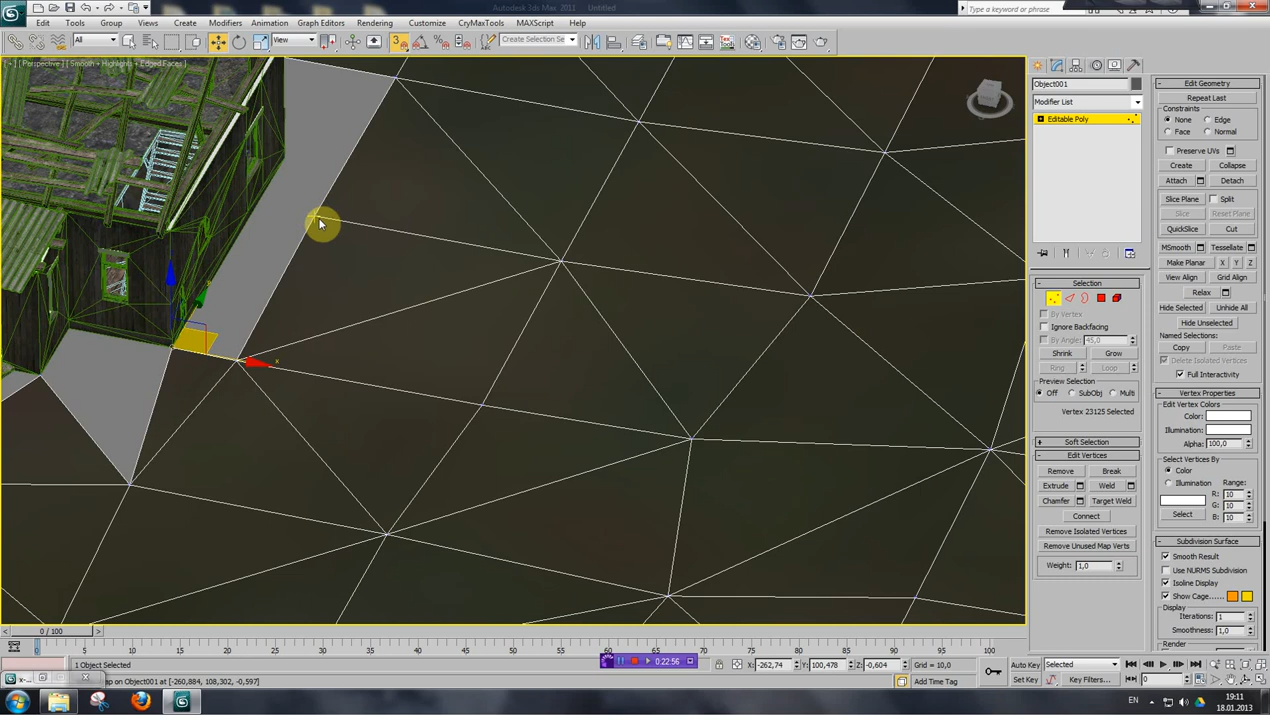 Autodesk 3ds Max 2011 Untitled
Type a keyword or phrase
Edit Tools Group Views Create Modifiers Animation Graph Editors Rendering Customize CryMaxTools MAXScript Help
All View Create Selection Se
[ + ] [ Perspective ] [ Smooth + Highlights + Edged Faces ]
x
Object001
Modifier List
Editable Poly
- Selection
By Vertex
Ignore Backfacing
By Angle: 45,0
Shrink Grow
Ring Loop
Preview Selection
Off SubObj Multi
Vertex 23125 Selected
+ Soft Selection
- Edit Vertices
Remove Break
Extrude Weld
Chamfer Target Weld
Connect
Remove Isolated Vertices
Remove Unused Map Verts
Weight: 1,0
- Edit Geometry
Repeat Last
Constraints
None Edge
Face Normal
Preserve UVs
Create Collapse
Attach Detach
Slice Plane Split
Slice Reset Plane
QuickSlice Cut
MSmooth Tessellate
Make Planar X Y Z
View Align Grid Align
Relax
Hide Selected Unhide All
Hide Unselected
Named Selections:
Copy Paste
Delete Isolated Vertices
Full Interactivity
- Vertex Properties
Edit Vertex Colors
Color:
Illumination:
Alpha: 100,0
Select Vertices By
Color Range:
Illumination R: 10
G: 10
Select B: 10
- Subdivision Surface
Smooth Result
Use NURMS Subdivision
Isoline Display
Show Cage......
Display
Iterations: 1
Smoothness: 1,0
Render
0 / 100
0 5 10 15 20 25 30 35 40 45 50 55 60 65 70 75 80 85 90 95 100
1 Object Selected
0:22:56
X: -262,74 Y: 100,478 Z: -0,604 Grid = 10,0
Auto Key Selected
ap on Object001 at [-260,884, 108,302, -0,597]
Add Time Tag
Set Key Key Filters... 0
EN 19:11
18.01.2013